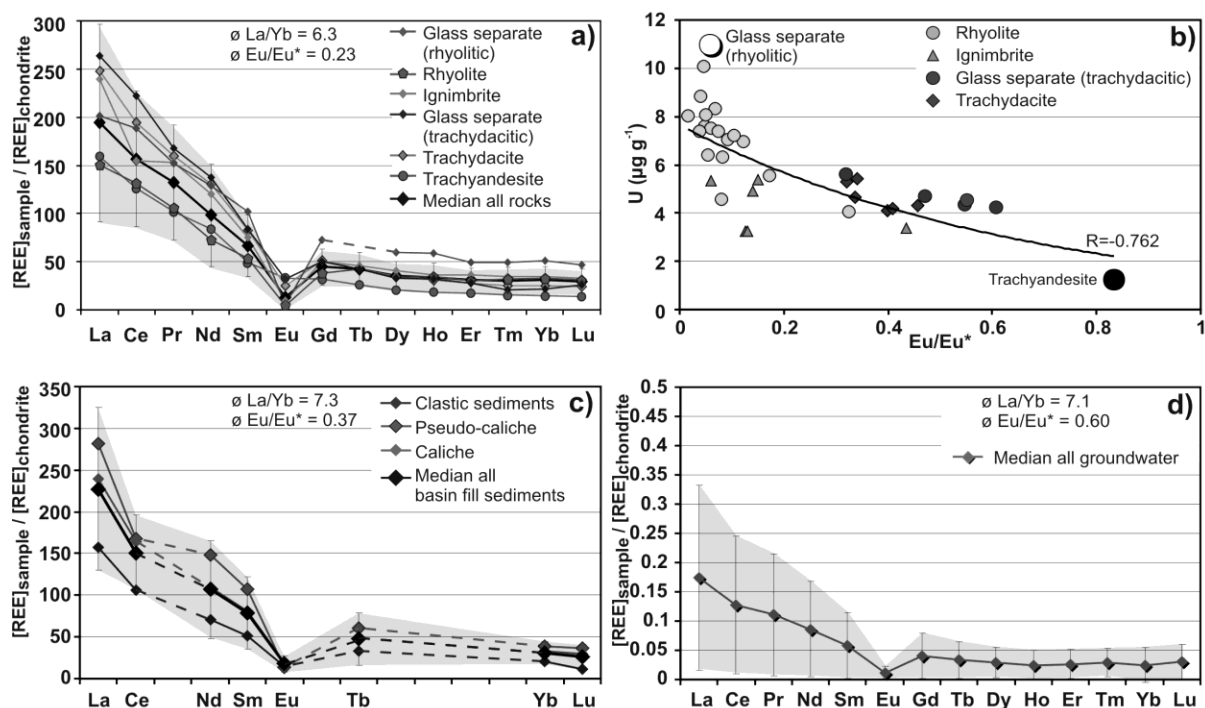 a)
[REE]sample / [REE]chondrite
300
250
200
150
100
50
0
ø La/Yb = 6.3
ø Eu/Eu* = 0.23
Glass separate
(rhyolitic)
Rhyolite
Ignimbrite
Glass separate
(trachydacitic)
Trachydacite
Trachyandesite
Median all rocks
La Ce Pr Nd Sm Eu Gd Tb Dy Ho Er Tm Yb Lu
b)
U (µg g-1)
12
10
8
6
4
2
0
Glass separate
(rhyolitic)
Rhyolite
Ignimbrite
Glass separate (trachydacitic)
Trachydacite
R=-0.762
Trachyandesite
0 0.2 0.4 0.6 0.8 1
Eu/Eu*
c)
[REE]sample / [REE]chondrite
350
300
250
200
150
100
50
0
ø La/Yb = 7.3
ø Eu/Eu* = 0.37
Clastic sediments
Pseudo-caliche
Caliche
Median all
basin fill sediments
La Ce Nd Sm Eu Tb Yb Lu
d)
[REE]sample / [REE]chondrite
0.5
0.45
0.4
0.35
0.3
0.25
0.2
0.15
0.1
0.05
0
ø La/Yb = 7.1
ø Eu/Eu* = 0.60
Median all groundwater
La Ce Pr Nd Sm Eu Gd Tb Dy Ho Er Tm Yb Lu